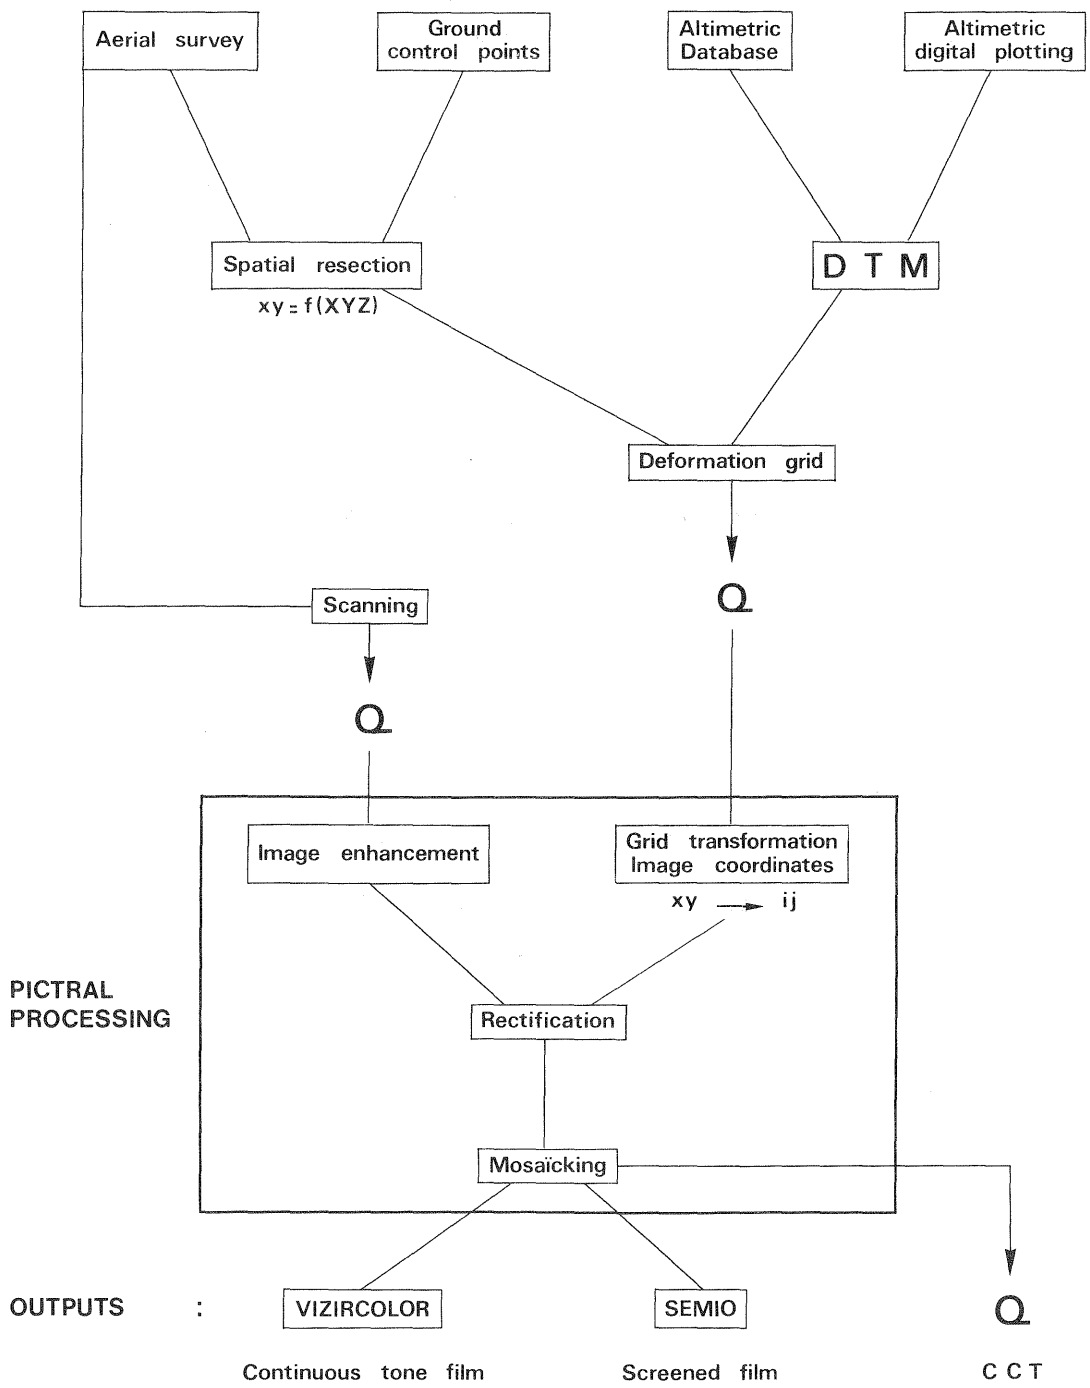 Aerial survey
Ground
control points
Altimetric
Database
Altimetric
digital plotting
Spatial resection
xy = f(XYZ)
D T M
Deformation grid
Scanning
Q
Q
Image enhancement
Grid transformation
Image coordinates
xy → ij
PICTRAL
PROCESSING
Rectification
Mosaïcking
OUTPUTS :
VIZIRCOLOR
SEMIO
Q
Continuous tone film
Screened film
C C T